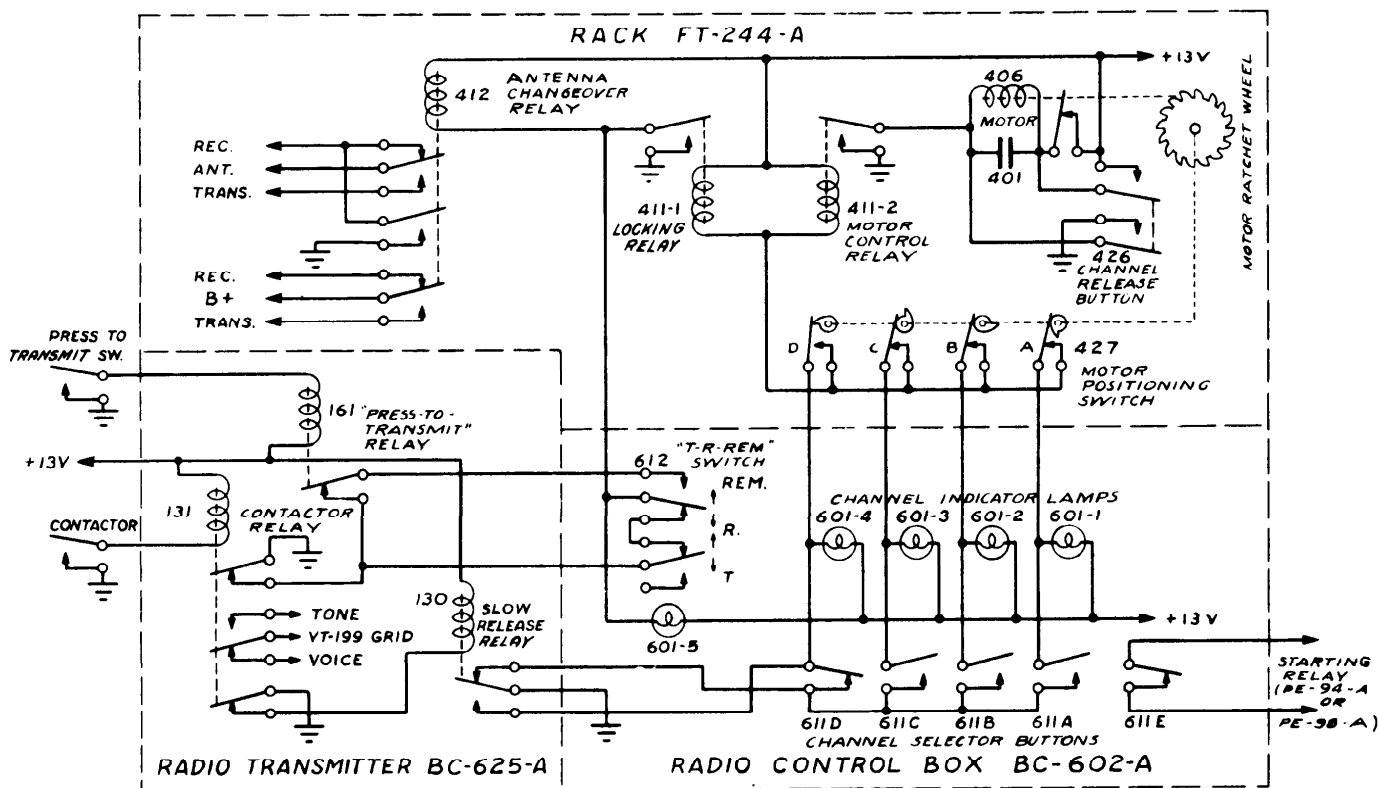 RACK FT-244-A
+13V
412
ANTENNA
CHANGEOVER
RELAY
406
MOTOR
401
MOTOR RATCHET WHEEL
REC.
ANT.
TRANS.
411-1
LOCKING
RELAY
411-2
MOTOR
CONTROL
RELAY
426
CHANNEL
RELEASE
BUTTON
REC.
B+
TRANS.
PRESS TO
TRANSMIT SW.
D
C
B
A
427
MOTOR
POSITIONING
SWITCH
161 "PRESS-TO-
TRANSMIT"
RELAY
+13V
612
"T-R-REM"
SWITCH
REM.
R.
T
CHANNEL INDICATOR LAMPS
601-4
601-3
601-2
601-1
131
CONTACTOR
RELAY
CONTACTOR
130
SLOW
RELEASE
RELAY
TONE
VT-199 GRID
VOICE
601-5
+13V
STARTING
RELAY
(PE-94-A
OR
PE-98-A)
611D
611C
611B
611A
611E
CHANNEL SELECTOR BUTTONS
RADIO TRANSMITTER BC-625-A
RADIO CONTROL BOX BC-602-A